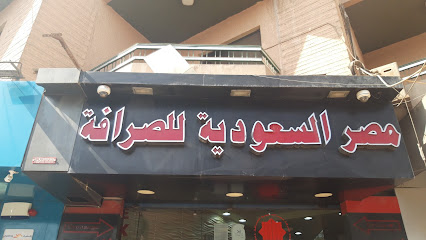 مصر السعودية للصرافة